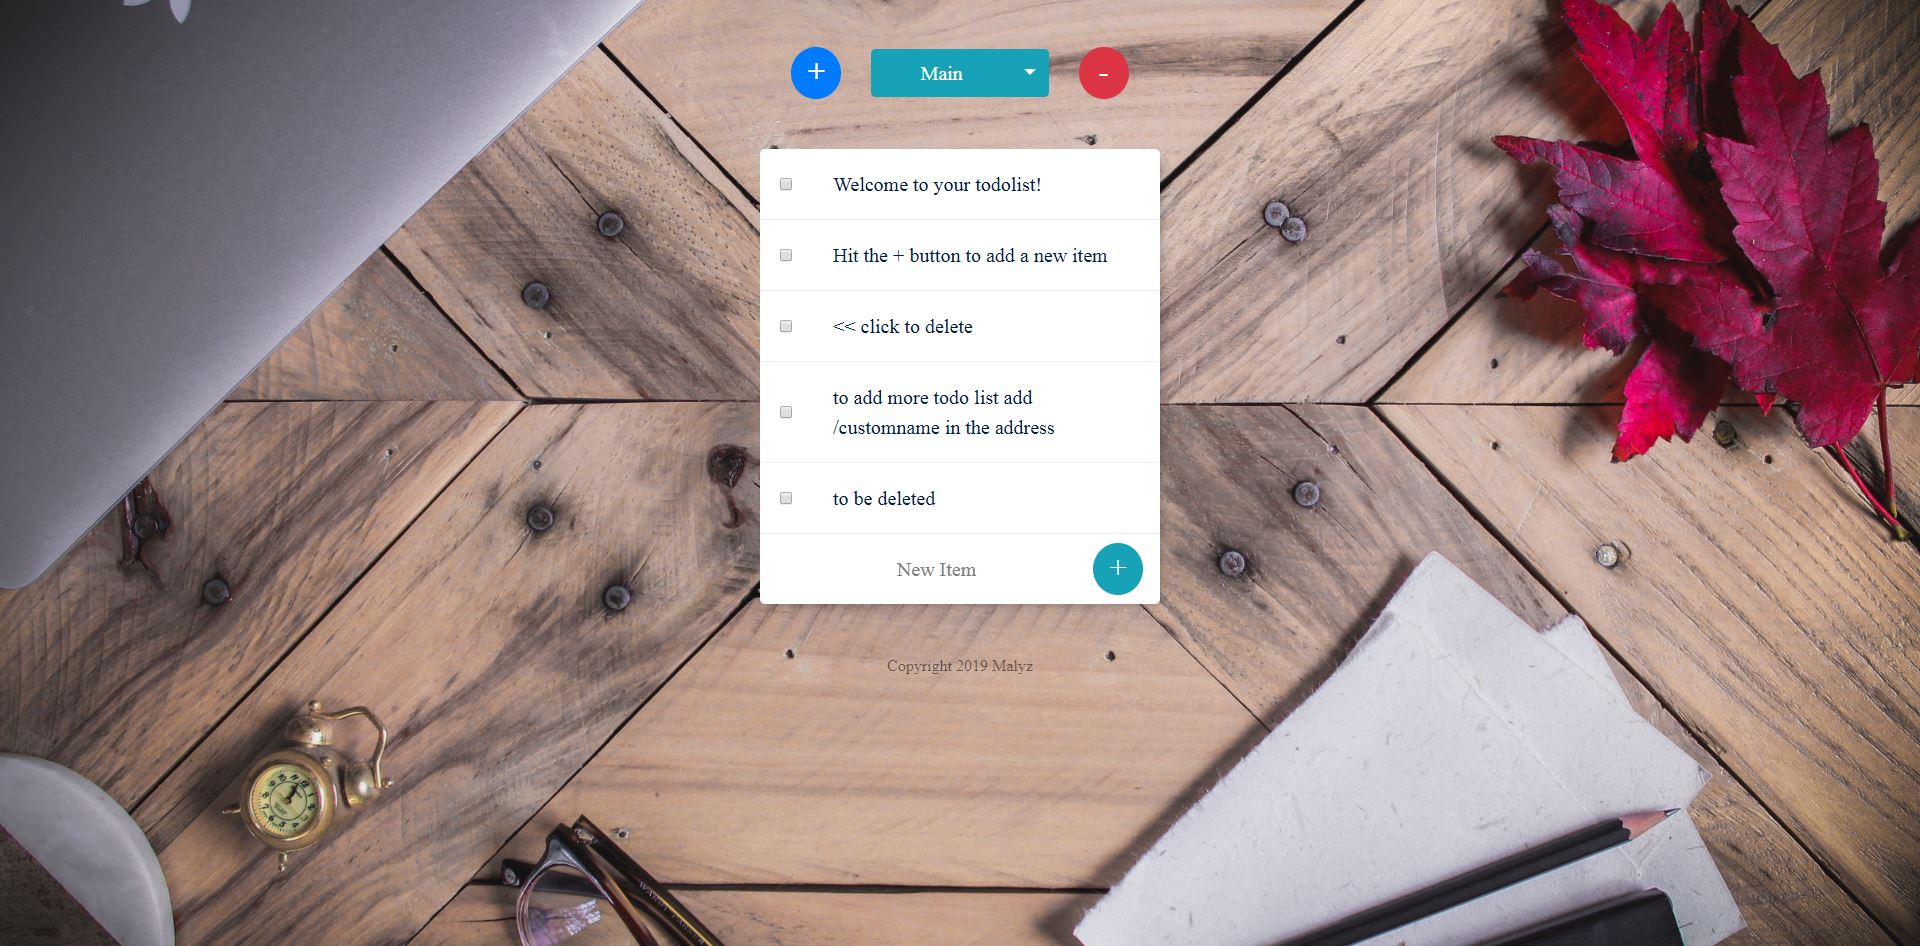 +
Main
-
Welcome to your todolist!
Hit the + button to add a new item
<< click to delete
to add more todo list add
/customname in the address
to be deleted
New Item
+
Copyright 2019 Malyz